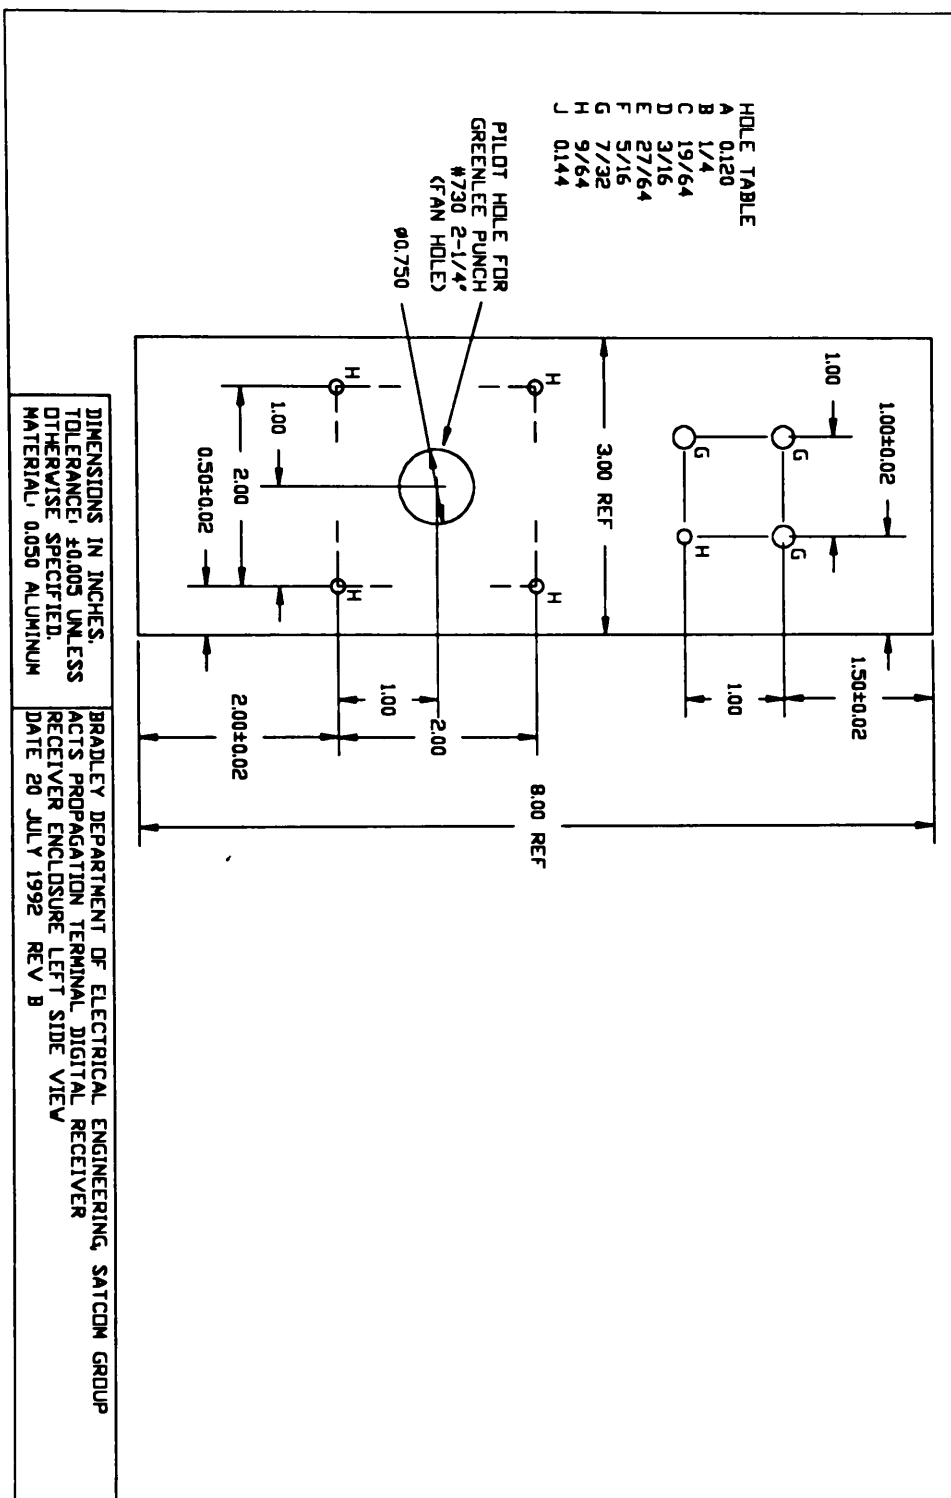 HOLE TABLE
A 0.120
B 1/4
C 19/64
D 3/16
E 27/64
F 5/16
G 7/32
H 9/64
J 0.144
PILOT HOLE FOR
GREENLEE PUNCH
#730 2-1/4"
(FAN HOLE)
ø0.750
1.00
1.00±0.02
G
G
G
H
3.00 REF
H
H
H
H
1.00
2.00
0.50±0.02
1.50±0.02
1.00
2.00
1.00
2.00±0.02
8.00 REF
DIMENSIONS IN INCHES.
TOLERANCE: ±0.005 UNLESS
OTHERWISE SPECIFIED.
MATERIAL: 0.050 ALUMINUM
BRADLEY DEPARTMENT OF ELECTRICAL ENGINEERING, SATCOM GROUP
ACTS PROPAGATION TERMINAL DIGITAL RECEIVER
RECEIVER ENCLOSURE LEFT SIDE VIEW
DATE 20 JULY 1992 REV B